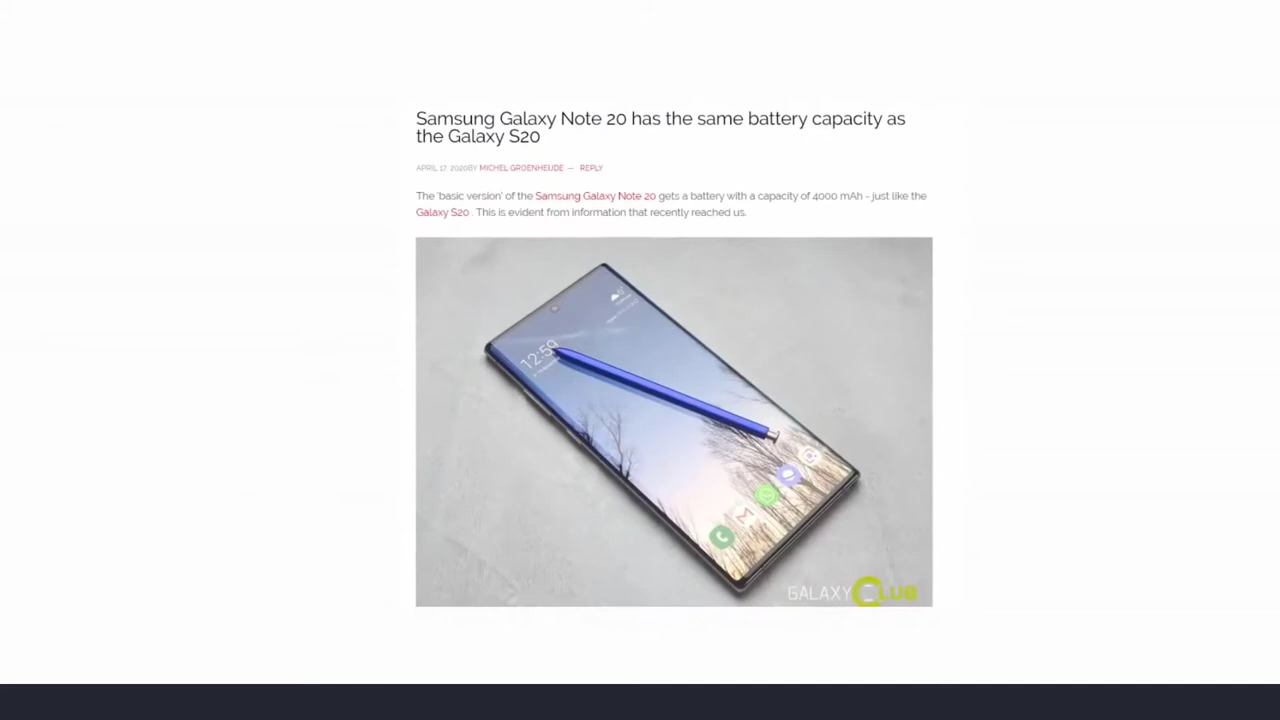 Samsung Galaxy Note 20 has the same battery capacity as
the Galaxy S20
APRIL 17, 2020BY MICHEL GROENHEIJDE — REPLY
The 'basic version' of the Samsung Galaxy Note 20 gets a battery with a capacity of 4000 mAh - just like the
Galaxy S20 . This is evident from information that recently reached us.
12:59
GALAXYCLUB